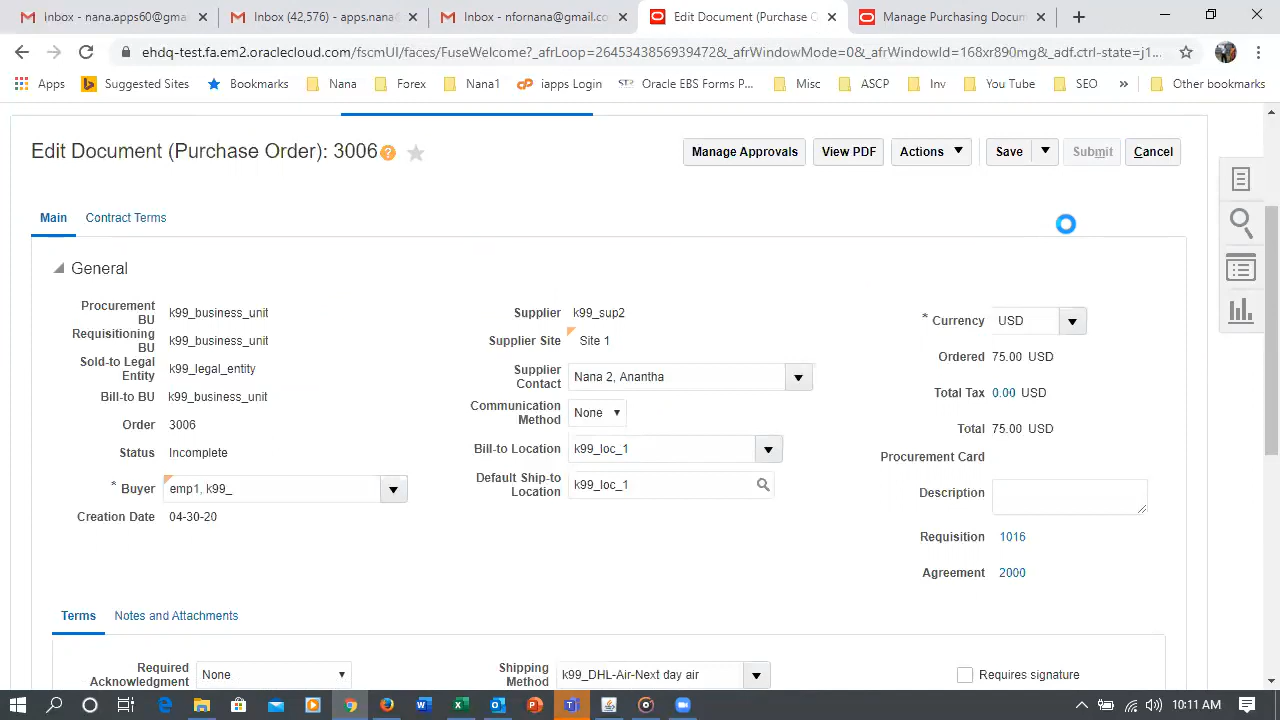 Inbox - nana.apps60@gma
Inbox (42,576) - apps.nana6
Inbox - nfornana@gmail.co
Edit Document (Purchase O
Manage Purchasing Docum
ehdq-test.fa.em2.oraclecloud.com/fscmUI/faces/FuseWelcome?_afrLoop=2645343856939472&_afrWindowMode=0&_afrWindowId=168xr890mg&_adf.ctrl-state=j1...
Apps Suggested Sites Bookmarks Nana Forex Nana1 iapps Login Oracle EBS Forms P... Misc ASCP Inv You Tube SEO » Other bookmarks
Edit Document (Purchase Order): 3006
Manage Approvals View PDF Actions Save Submit Cancel
Main Contract Terms
General
Procurement BU k99_business_unit
Requisitioning BU k99_business_unit
Sold-to Legal Entity k99_legal_entity
Bill-to BU k99_business_unit
Order 3006
Status Incomplete
* Buyer emp1, k99_
Creation Date 04-30-20
Supplier k99_sup2
Supplier Site Site 1
Supplier Contact Nana 2, Anantha
Communication Method None
Bill-to Location k99_loc_1
Default Ship-to Location k99_loc_1
* Currency USD
Ordered 75.00 USD
Total Tax 0.00 USD
Total 75.00 USD
Procurement Card
Description
Requisition 1016
Agreement 2000
Terms Notes and Attachments
Required Acknowledgment None
Shipping Method k99_DHL-Air-Next day air
Requires signature
10:11 AM